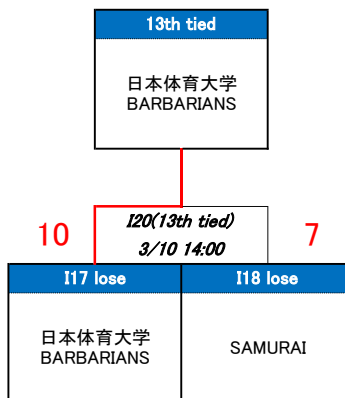 13th tied
日本体育大学
BARBARIANS
10
I20(13th tied)
3/10 14:00
7
I17 lose
I18 lose
日本体育大学
BARBARIANS
SAMURAI